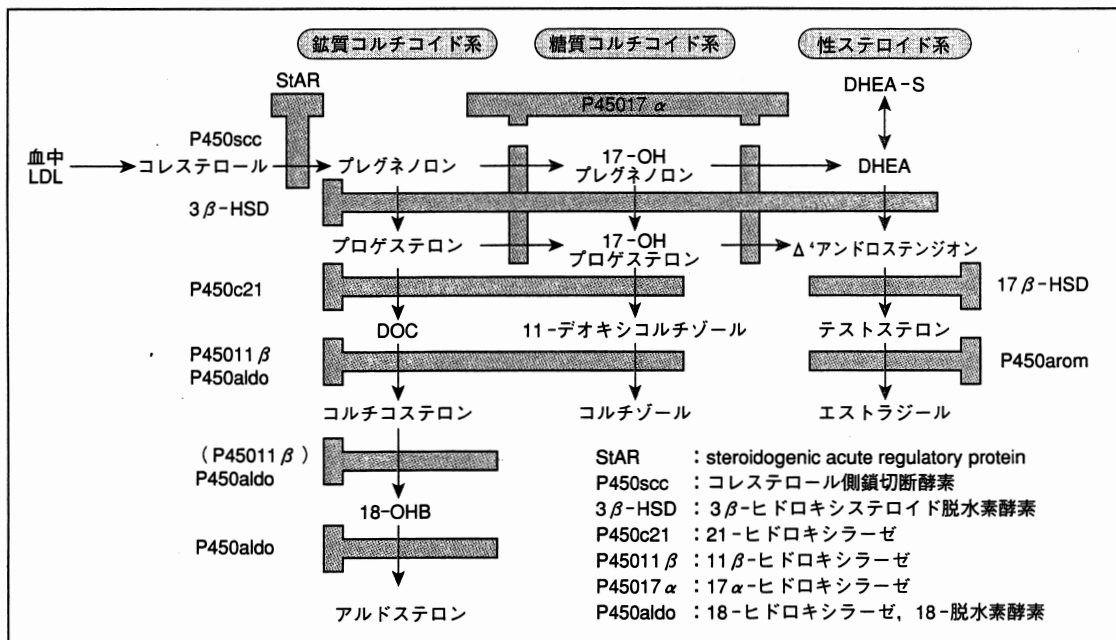 鉱質コルチコイド系
糖質コルチコイド系
性ステロイド系
StAR
P45017α
DHEA-S
P450scc
血中
LDL
コレステロール
プレグネノロン
17-OH
プレグネノロン
DHEA
3β-HSD
プロゲステロン
17-OH
プロゲステロン
Δ⁴アンドロステンジオン
P450c21
17β-HSD
DOC
11-デオキシコルチゾール
テストステロン
P45011β
P450aldo
P450arom
コルチコステロン
コルチゾール
エストラジール
(P45011β)
P450aldo
18-OHB
P450aldo
アルドステロン
StAR :steroidogenic acute regulatory protein
P450scc :コレステロール側鎖切断酵素
3β-HSD :3β-ヒドロキシステロイド脱水素酵素
P450c21 :21-ヒドロキシラーゼ
P45011β :11β-ヒドロキシラーゼ
P45017α :17α-ヒドロキシラーゼ
P450aldo :18-ヒドロキシラーゼ,18-脱水素酵素